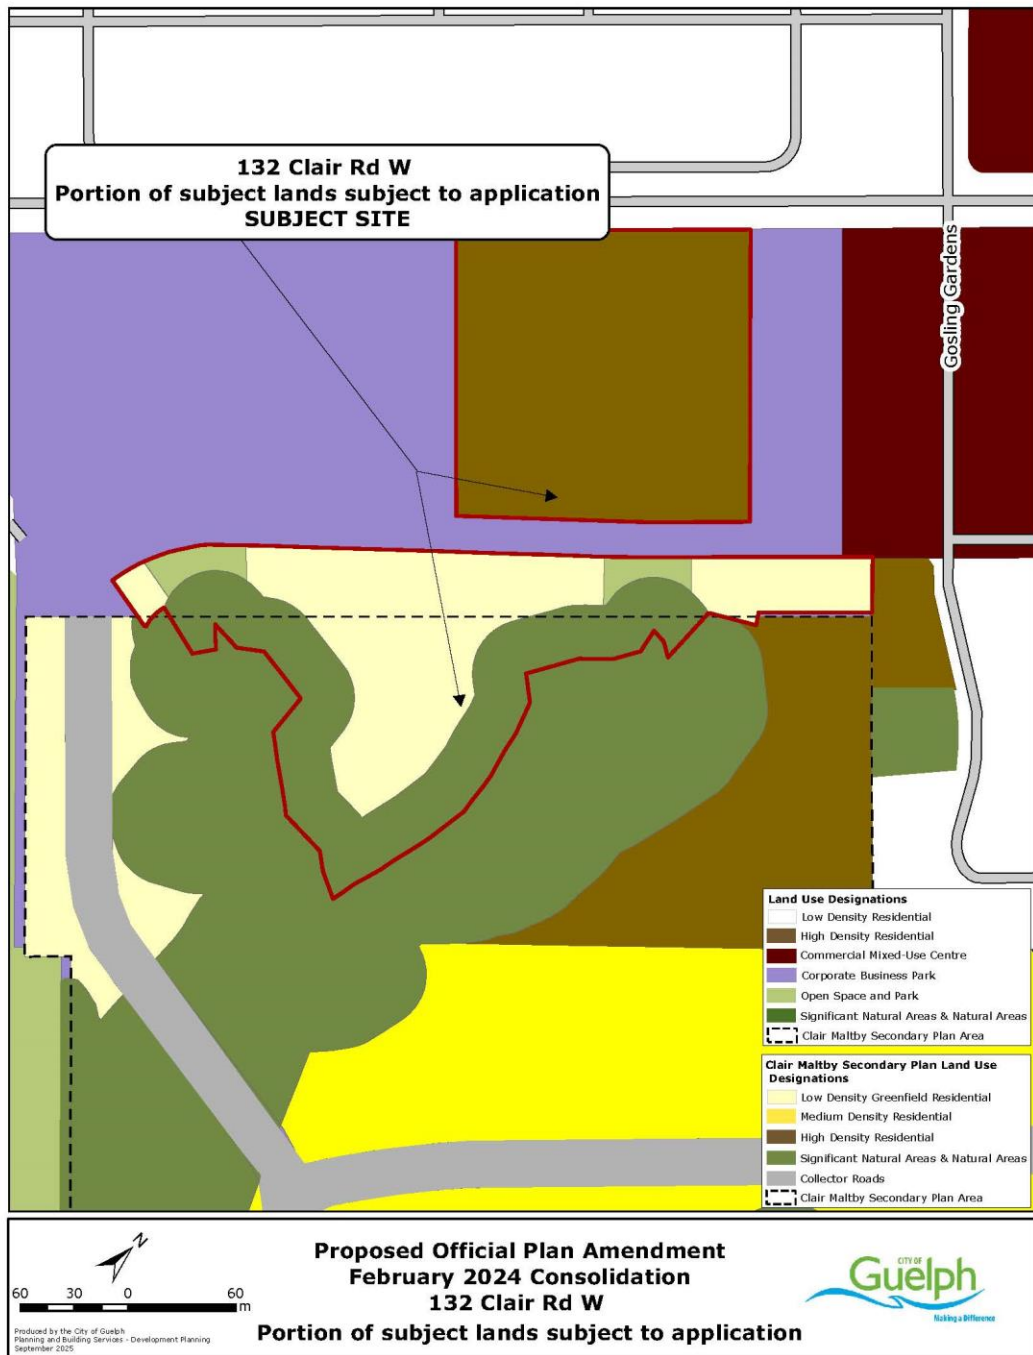 132 Clair Rd W
Portion of subject lands subject to application
SUBJECT SITE
Gosling Gardens
Land Use Designations
Low Density Residential
High Density Residential
Commercial Mixed-Use Centre
Corporate Business Park
Open Space and Park
Significant Natural Areas & Natural Areas
Clair Maltby Secondary Plan Area
Clair Maltby Secondary Plan Land Use
Designations
Low Density Greenfield Residential
Medium Density Residential
High Density Residential
Significant Natural Areas & Natural Areas
Collector Roads
Clair Maltby Secondary Plan Area
N
60 30 0 60
m
Produced by the City of Guelph
Planning and Building Services - Development Planning
September 2025
Proposed Official Plan Amendment
February 2024 Consolidation
132 Clair Rd W
Portion of subject lands subject to application
CITY OF
Guelph
Making a Difference